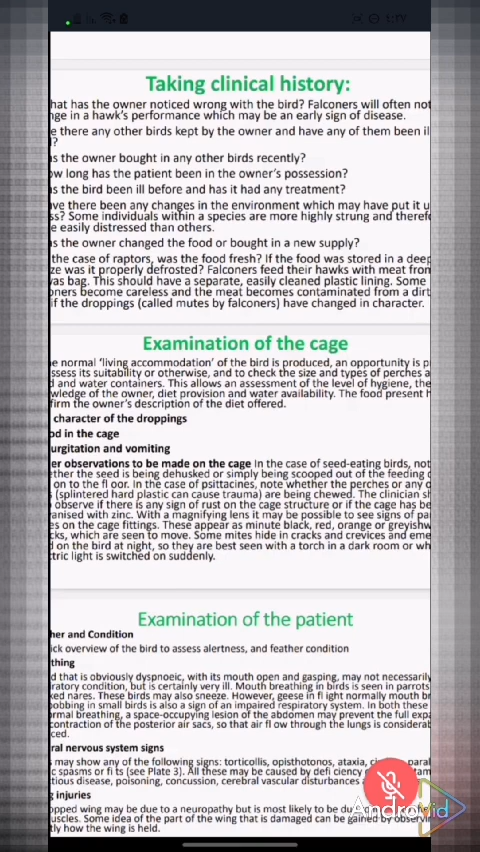 ١:٤٧
Taking clinical history:
hat has the owner noticed wrong with the bird? Falconers will often not
nge in a hawk's performance which may be an early sign of disease.
e there any other birds kept by the owner and have any of them been il
l?
s the owner bought in any other birds recently?
ow long has the patient been in the owner's possession?
s the bird been ill before and has it had any treatment?
ve there been any changes in the environment which may have put it u
ss? Some individuals within a species are more highly strung and therefo
e easily distressed than others.
s the owner changed the food or bought in a new supply?
the case of raptors, was the food fresh? If the food was stored in a deep
ze was it properly defrosted? Falconers feed their hawks with meat from
vas bag. This should have a separate, easily cleaned plastic lining. Some
oners become careless and the meat becomes contaminated from a dirt
if the droppings (called mutes by falconers) have changed in character.
Examination of the cage
e normal 'living accommodation' of the bird is produced, an opportunity is p
ssess its suitability or otherwise, and to check the size and types of perches a
d and water containers. This allows an assessment of the level of hygiene, the
wledge of the owner, diet provision and water availability. The food present h
firm the owner's description of the diet offered.
character of the droppings
od in the cage
urgitation and vomiting
er observations to be made on the cage In the case of seed-eating birds, not
ether the seed is being dehusked or simply being scooped out of the feeding
on to the fl oor. In the case of psittacines, note whether the perches or any o
s (splintered hard plastic can cause trauma) are being chewed. The clinician sh
observe if there is any sign of rust on the cage structure or if the cage has be
anised with zinc. With a magnifying lens it may be possible to see signs of pa
es on the cage fittings. These appear as minute black, red, orange or greyishw
cks, which are seen to move. Some mites hide in cracks and crevices and eme
d on the bird at night, so they are best seen with a torch in a dark room or wh
tric light is switched on suddenly.
Examination of the patient
her and Condition
ick overview of the bird to assess alertness, and feather condition
thing
d that is obviously dyspnoeic, with its mouth open and gasping, may not necessarily
ratory condition, but is certainly very ill. Mouth breathing in birds is seen in parrots
ked nares. These birds may also sneeze. However, geese in fl ight normally mouth br
obbing in small birds is also a sign of an impaired respiratory system. In both these
rmal breathing, a space-occupying lesion of the abdomen may prevent the full expa
contraction of the posterior air sacs, so that air fl ow through the lungs is considerab
ced.
ral nervous system signs
may show any of the following signs: torticollis, opisthotonos, ataxia, paral
c spasms or fi ts (see Plate 3). All these may be caused by defi ciency
tious disease, poisoning, concussion, cerebral vascular disturbances a
g injuries
opped wing may be due to a neuropathy but is most likely to be du
uscles. Some idea of the part of the wing that is damaged can be gained by observin
tly how the wing is held.
Androvid